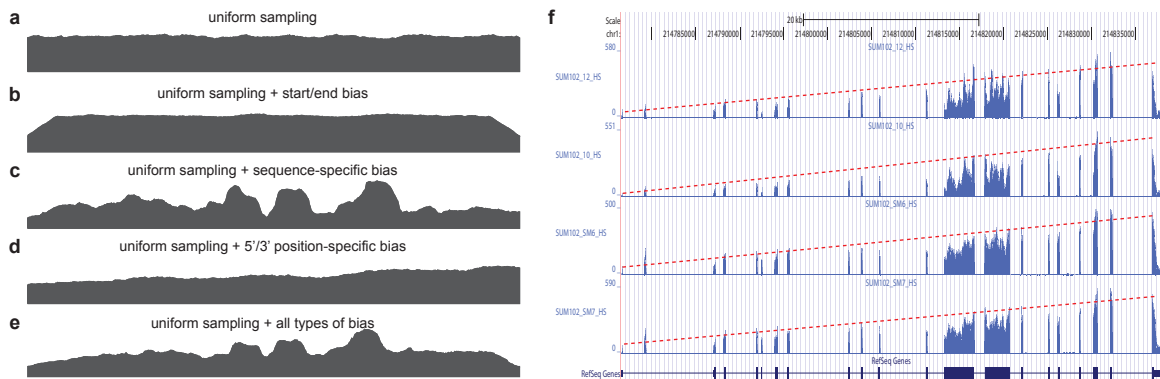 a
uniform sampling
b
uniform sampling + start/end bias
c
uniform sampling + sequence-specific bias
d
uniform sampling + 5'/3' position-specific bias
e
uniform sampling + all types of bias
f
Scale
20 kb
chr1:
214785000
214790000
214795000
214800000
214805000
214810000
214815000
214820000
214825000
214830000
214835000
580
SUM102_12_HS
SUM102_12_HS
0
551
SUM102_10_HS
SUM102_10_HS
0
500
SUM102_SM6_HS
SUM102_SM6_HS
0
590
SUM102_SM7_HS
SUM102_SM7_HS
0
RefSeq Genes
RefSeq Genes